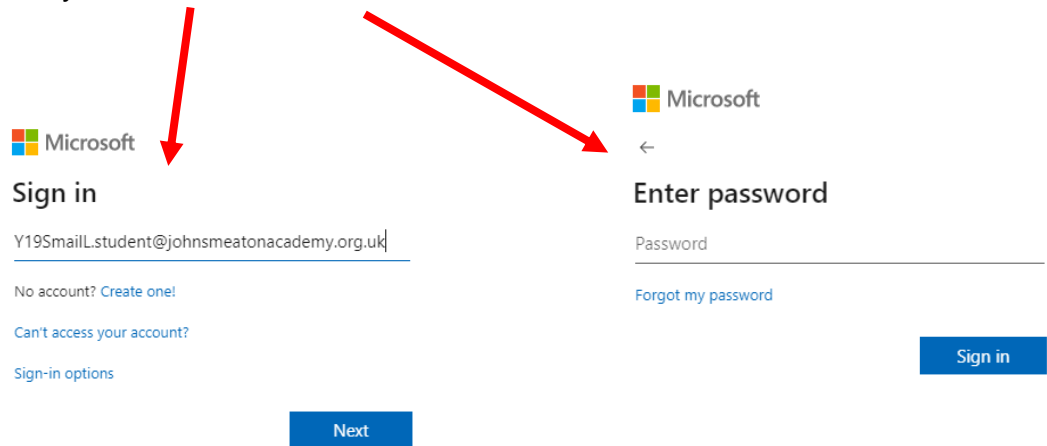 Microsoft
Sign in
Y19SmailL.student@johnsmeatonacademy.org.uk
No account? Create one!
Can't access your account?
Sign-in options
Next
Microsoft
←
Enter password
Password
Forgot my password
Sign in